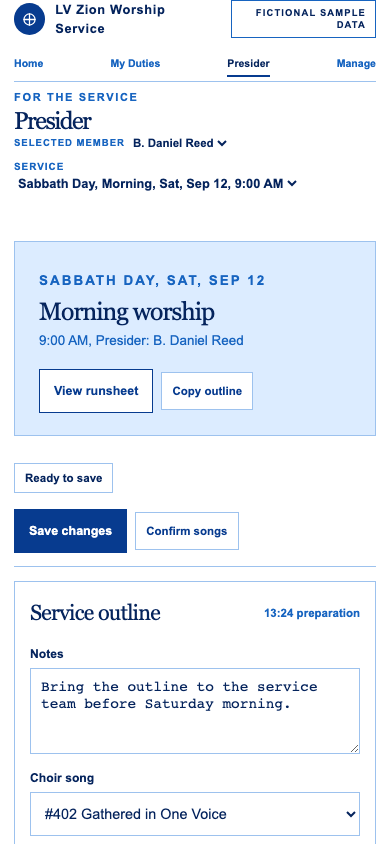 LV Zion Worship
Service
FICTIONAL SAMPLE
DATA
Home
My Duties
Presider
Manage
FOR THE SERVICE
Presider
SELECTED MEMBER B. Daniel Reed
SERVICE
Sabbath Day, Morning, Sat, Sep 12, 9:00 AM
SABBATH DAY, SAT, SEP 12
Morning worship
9:00 AM, Presider: B. Daniel Reed
View runsheet
Copy outline
Ready to save
Save changes
Confirm songs
Service outline
13:24 preparation
Notes
Bring the outline to the service
team before Saturday morning.
Choir song
#402 Gathered in One Voice